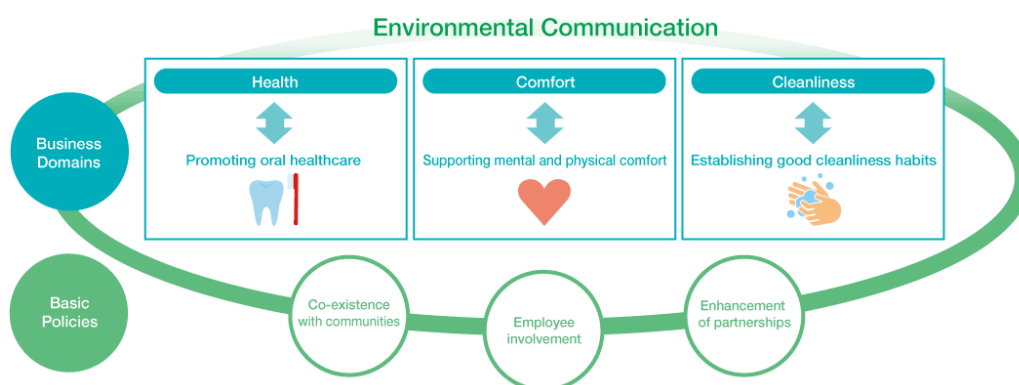 Environmental Communication
Health
Comfort
Cleanliness
Business
Domains
Promoting oral healthcare
Supporting mental and physical comfort
Establishing good cleanliness habits
Basic
Policies
Co-existence
with communities
Employee
involvement
Enhancement
of partnerships